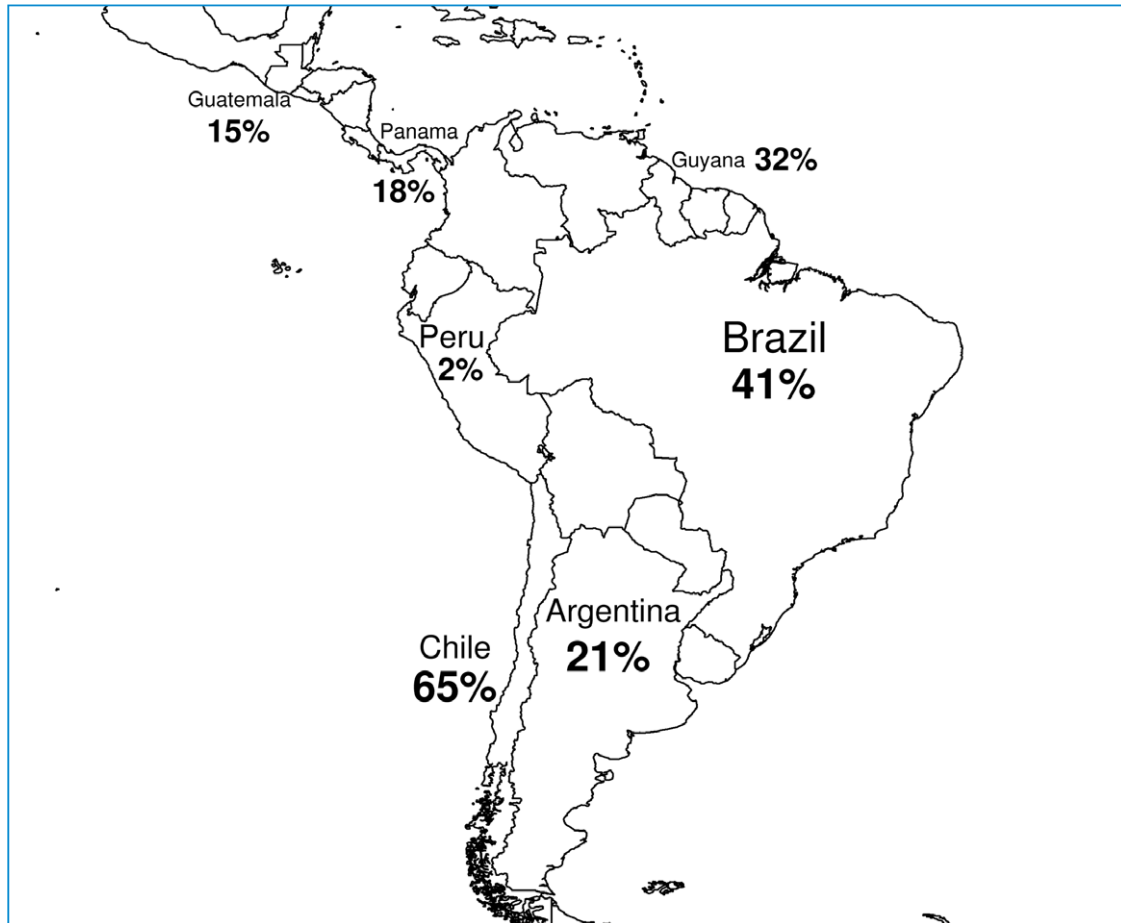 Guatemala
15%
Panama
18%
Guyana 32%
Peru
2%
Brazil
41%
Argentina
21%
Chile
65%